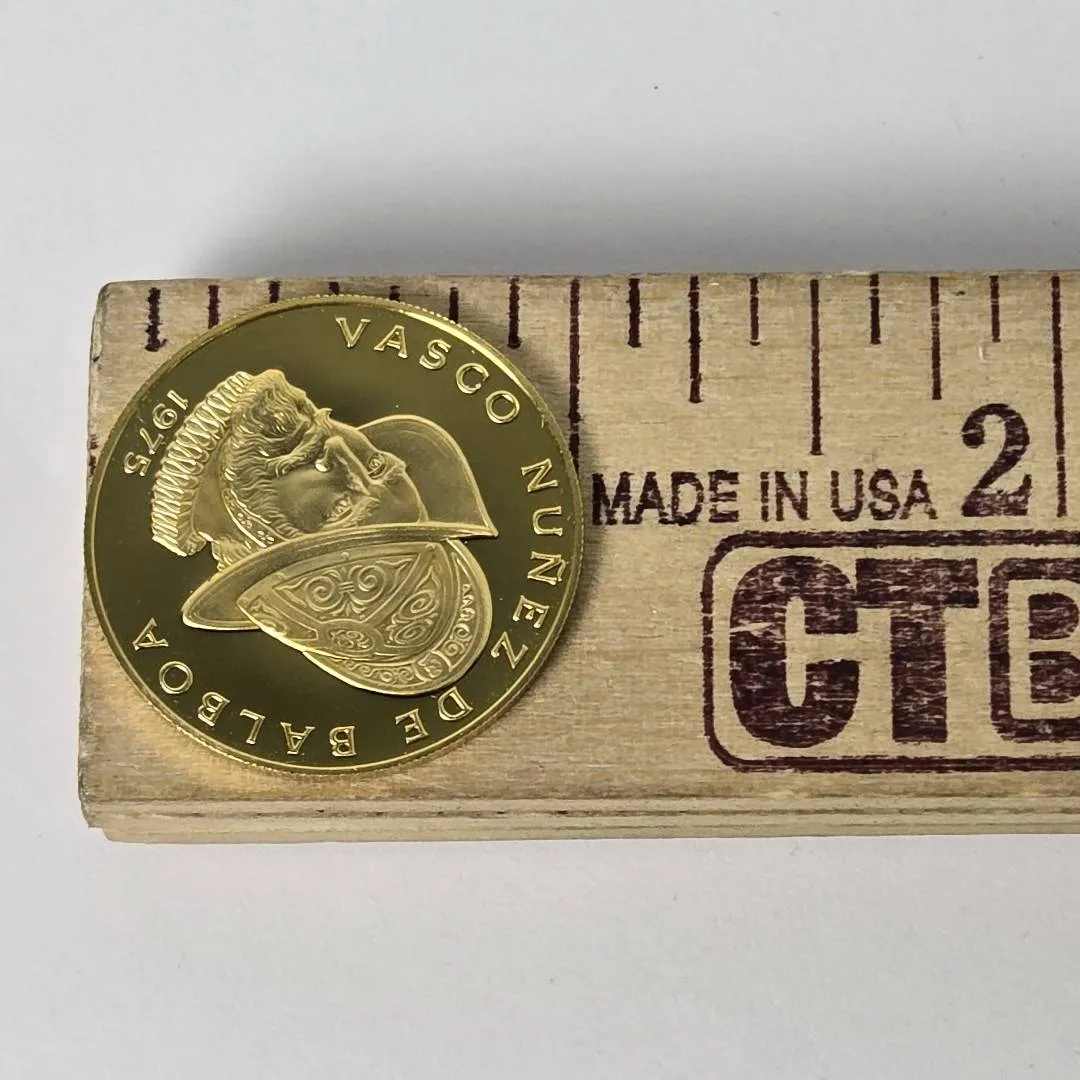 VASCO NUÑEZ DE BALBOA
1975
MADE IN USA
2
CTB